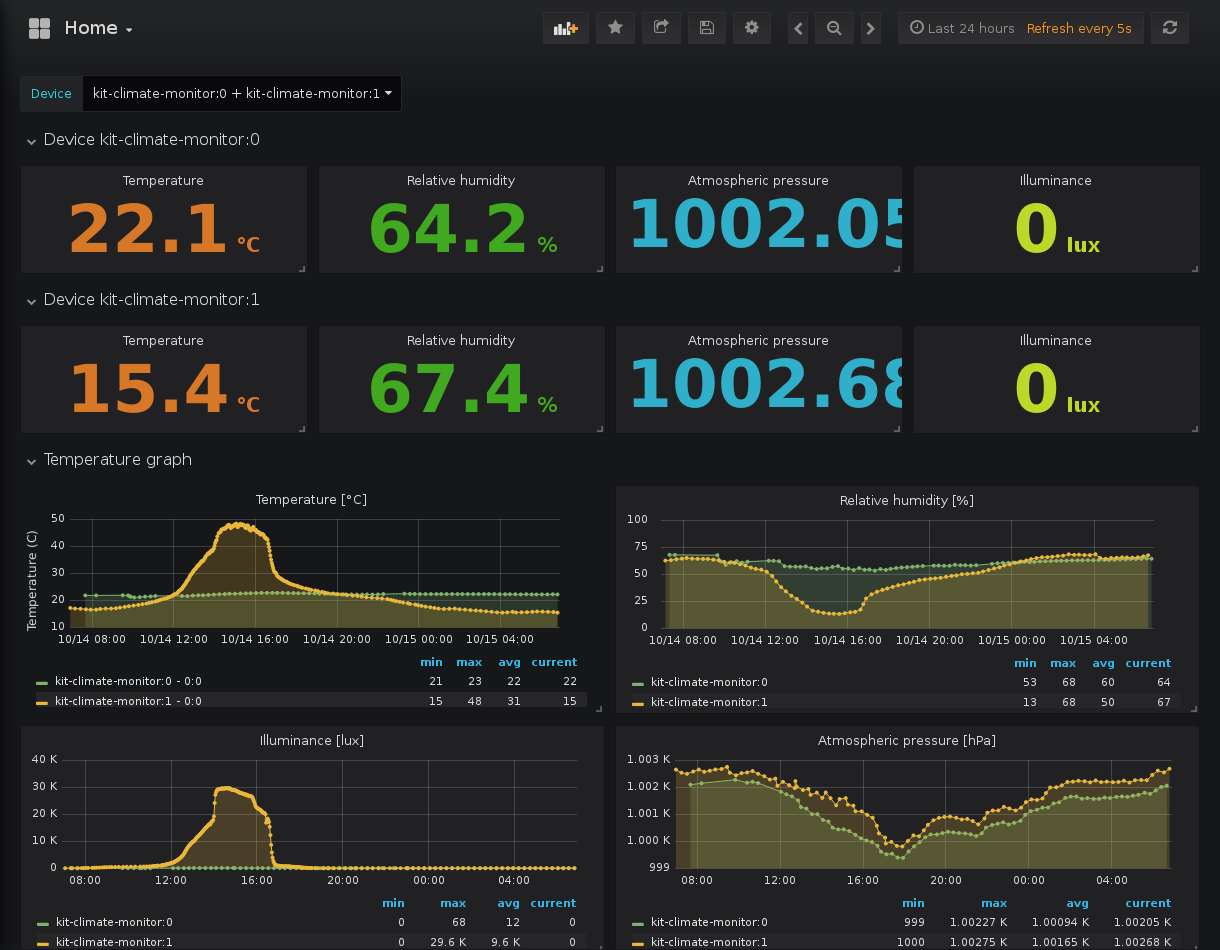 Home
Last 24 hours Refresh every 5s
Device kit-climate-monitor:0 + kit-climate-monitor:1
Device kit-climate-monitor:0
Temperature Relative humidity Atmospheric pressure Illuminance
22.1 °C 64.2 % 1002.05 0 lux
Device kit-climate-monitor:1
Temperature Relative humidity Atmospheric pressure Illuminance
15.4 °C 67.4 % 1002.68 0 lux
Temperature graph
Temperature [°C]
Temperature (C)
50
40
30
20
10
10/14 08:00 10/14 12:00 10/14 16:00 10/14 20:00 10/15 00:00 10/15 04:00
min max avg current
kit-climate-monitor:0 - 0:0 21 23 22 22
kit-climate-monitor:1 - 0:0 15 48 31 15
Relative humidity [%]
100
75
50
25
0
10/14 08:00 10/14 12:00 10/14 16:00 10/14 20:00 10/15 00:00 10/15 04:00
min max avg current
kit-climate-monitor:0 53 68 60 64
kit-climate-monitor:1 13 68 50 67
Illuminance [lux]
40 K
30 K
20 K
10 K
0
08:00 12:00 16:00 20:00 00:00 04:00
min max avg current
kit-climate-monitor:0 0 68 12 0
kit-climate-monitor:1 0 29.6 K 9.6 K 0
Atmospheric pressure [hPa]
1.003 K
1.002 K
1.001 K
1.000 K
999
08:00 12:00 16:00 20:00 00:00 04:00
min max avg current
kit-climate-monitor:0 999 1.00227 K 1.00094 K 1.00205 K
kit-climate-monitor:1 1000 1.00275 K 1.00165 K 1.00268 K